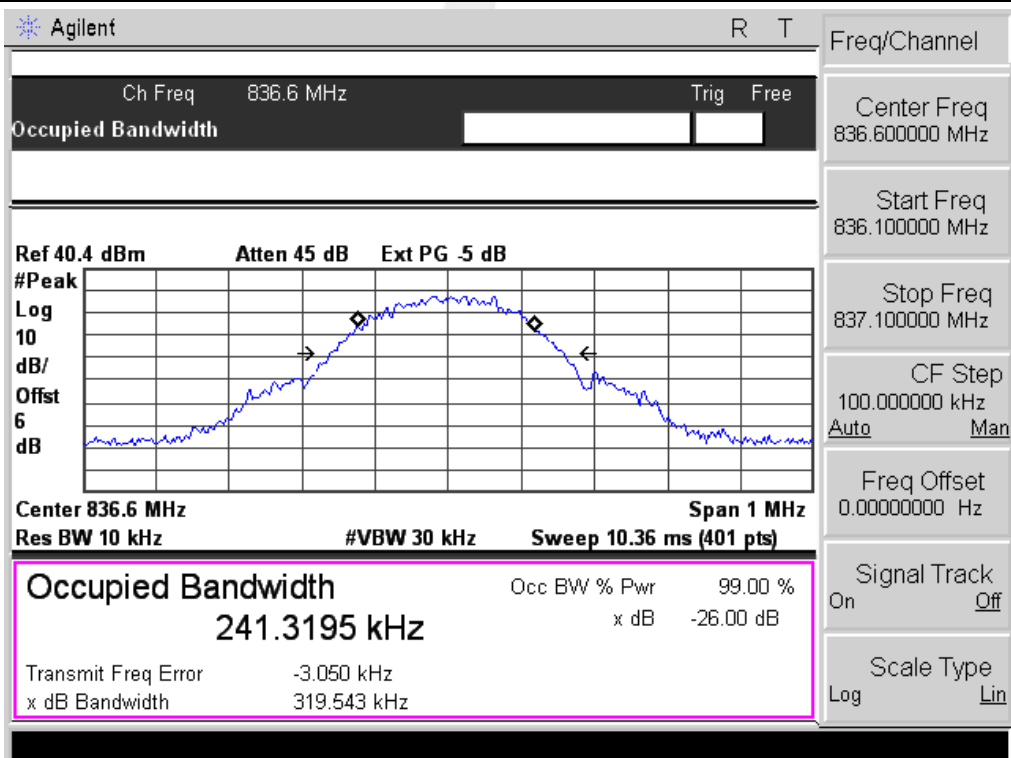 Agilent R T
Freq/Channel
Ch Freq 836.6 MHz Trig Free
Occupied Bandwidth
Center Freq
836.600000 MHz
Start Freq
836.100000 MHz
Ref 40.4 dBm Atten 45 dB Ext PG -5 dB
#Peak
Log
10
dB/
Offst
6
dB
Stop Freq
837.100000 MHz
CF Step
100.000000 kHz
Auto Man
Center 836.6 MHz Span 1 MHz
Res BW 10 kHz #VBW 30 kHz Sweep 10.36 ms (401 pts)
Freq Offset
0.00000000 Hz
Occupied Bandwidth Occ BW % Pwr 99.00 %
241.3195 kHz x dB -26.00 dB
Transmit Freq Error -3.050 kHz
x dB Bandwidth 319.543 kHz
Signal Track
On Off
Scale Type
Log Lin